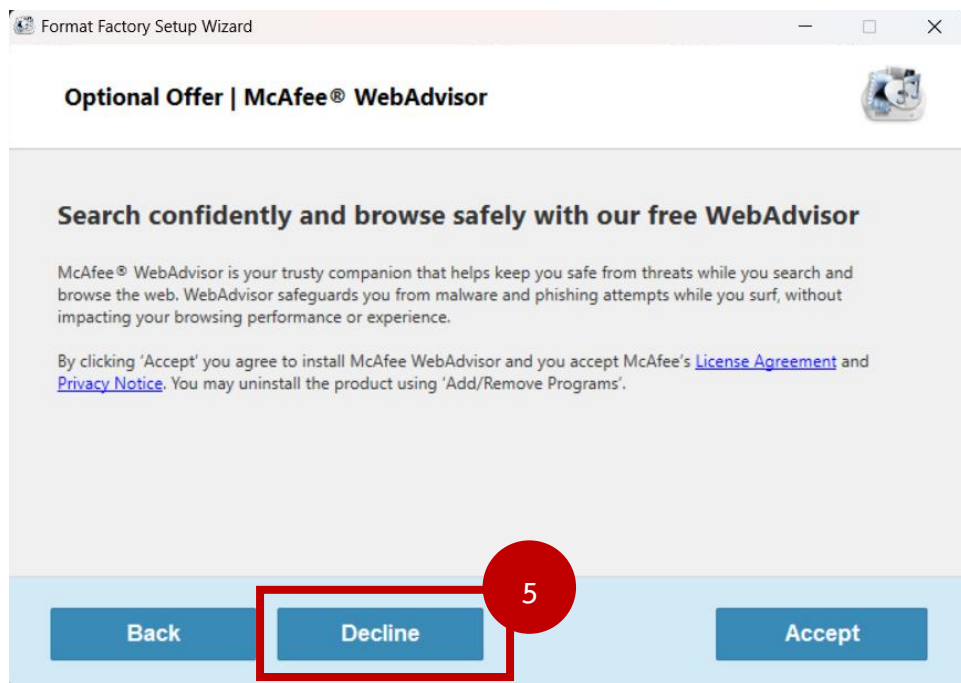 Format Factory Setup Wizard
Optional Offer | McAfee® WebAdvisor
Search confidently and browse safely with our free WebAdvisor
McAfee® WebAdvisor is your trusty companion that helps keep you safe from threats while you search and
browse the web. WebAdvisor safeguards you from malware and phishing attempts while you surf, without
impacting your browsing performance or experience.
By clicking ‘Accept’ you agree to install McAfee WebAdvisor and you accept McAfee’s License Agreement and
Privacy Notice. You may uninstall the product using ‘Add/Remove Programs’.
5
Back Decline Accept